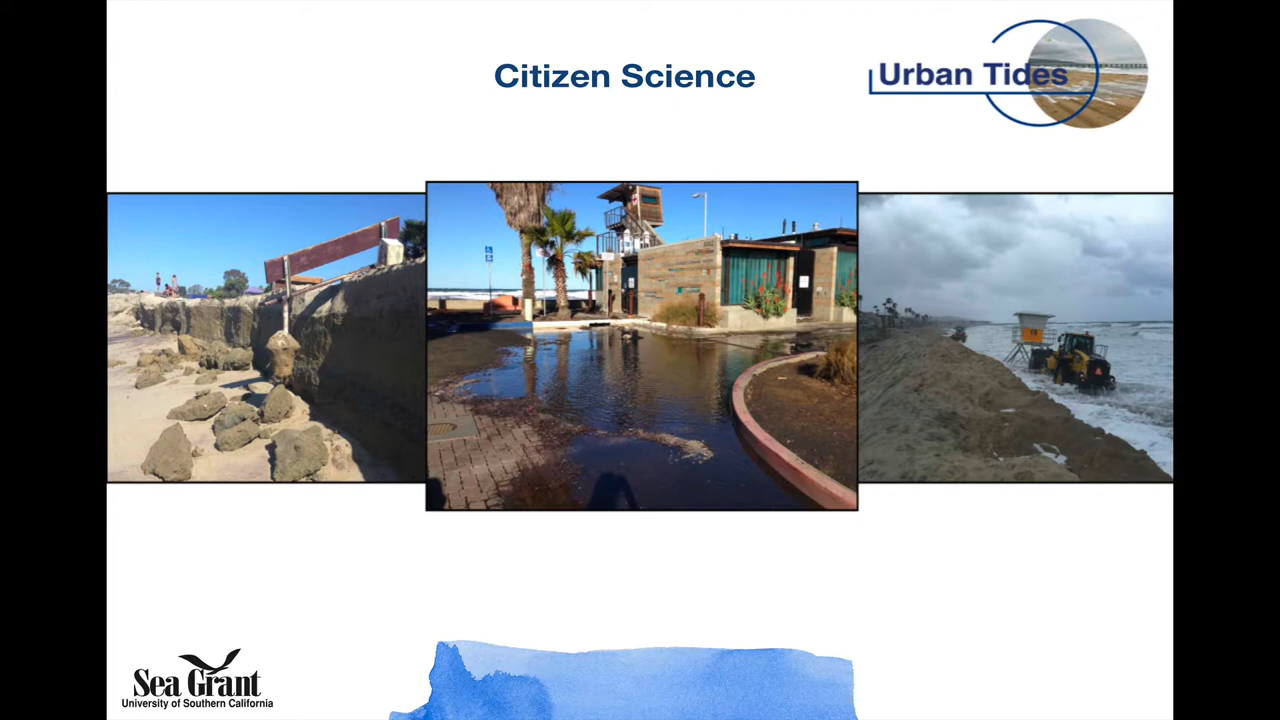 Citizen Science
Urban Tides
Sea Grant
University of Southern California